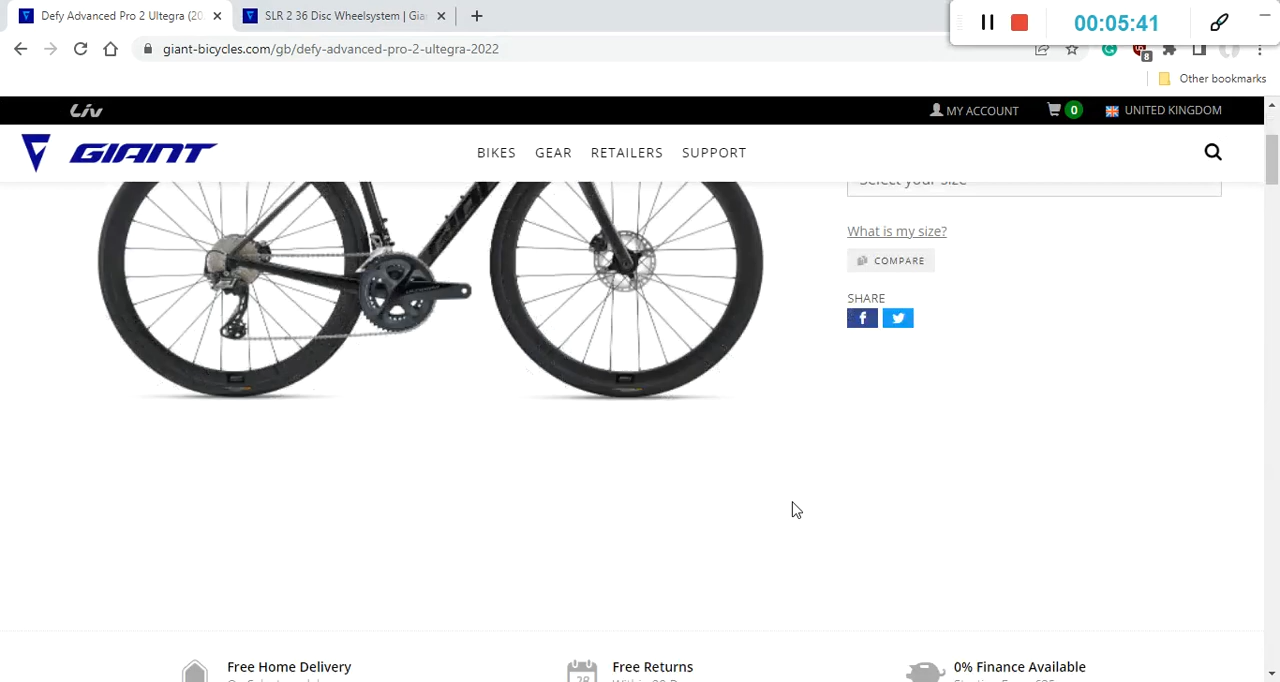 Defy Advanced Pro 2 Ultegra (20
SLR 2 36 Disc Wheelsystem | Gia
00:05:41
giant-bicycles.com/gb/defy-advanced-pro-2-ultegra-2022
8
Other bookmarks
Liv
MY ACCOUNT
0
UNITED KINGDOM
GIANT
BIKES
GEAR
RETAILERS
SUPPORT
Select your size
What is my size?
COMPARE
SHARE
Free Home Delivery
28
Free Returns
0% Finance Available